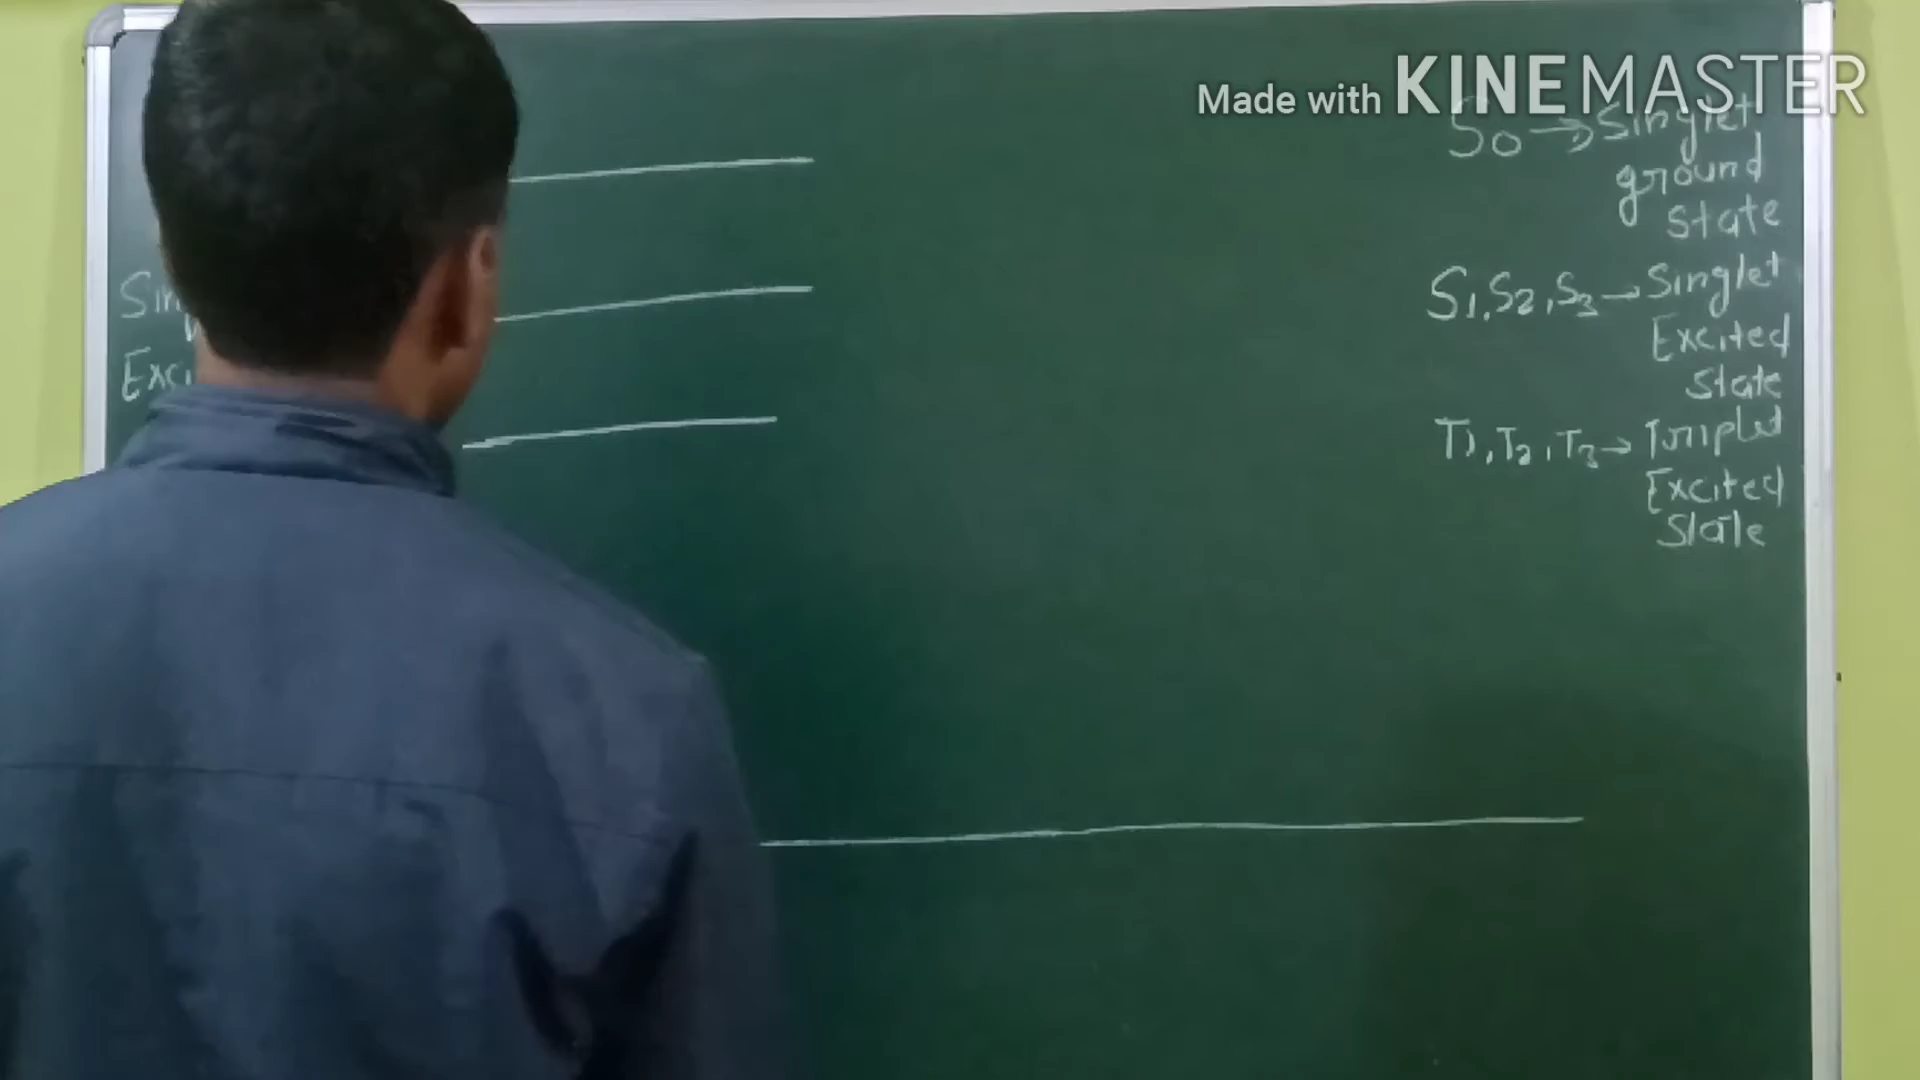 Made with KINEMASTER
S0 → Singlet
ground
state
S1, S2, S3 → Singlet
Excited
state
T1, T2, T3 → Triplet
Excited
state